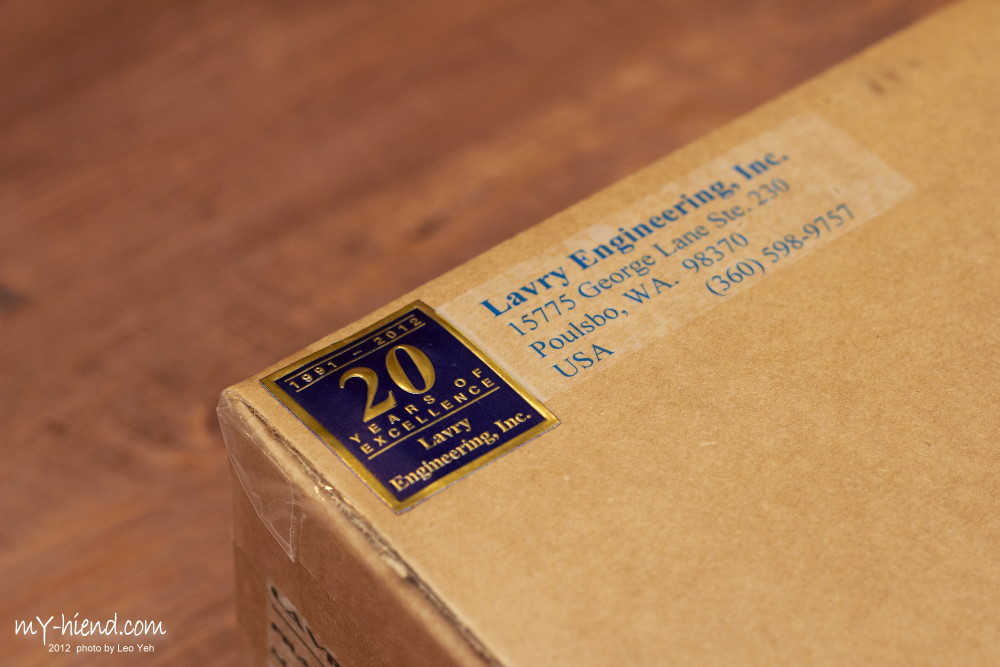 Lavry Engineering, Inc.
15775 George Lane Ste. 230
Poulsbo, WA. 98370
(360) 598-9757
USA
1991 – 2012
20
YEARS OF
EXCELLENCE
Lavry
Engineering, Inc.
my-hiend.com
2012 photo by Leo Yeh